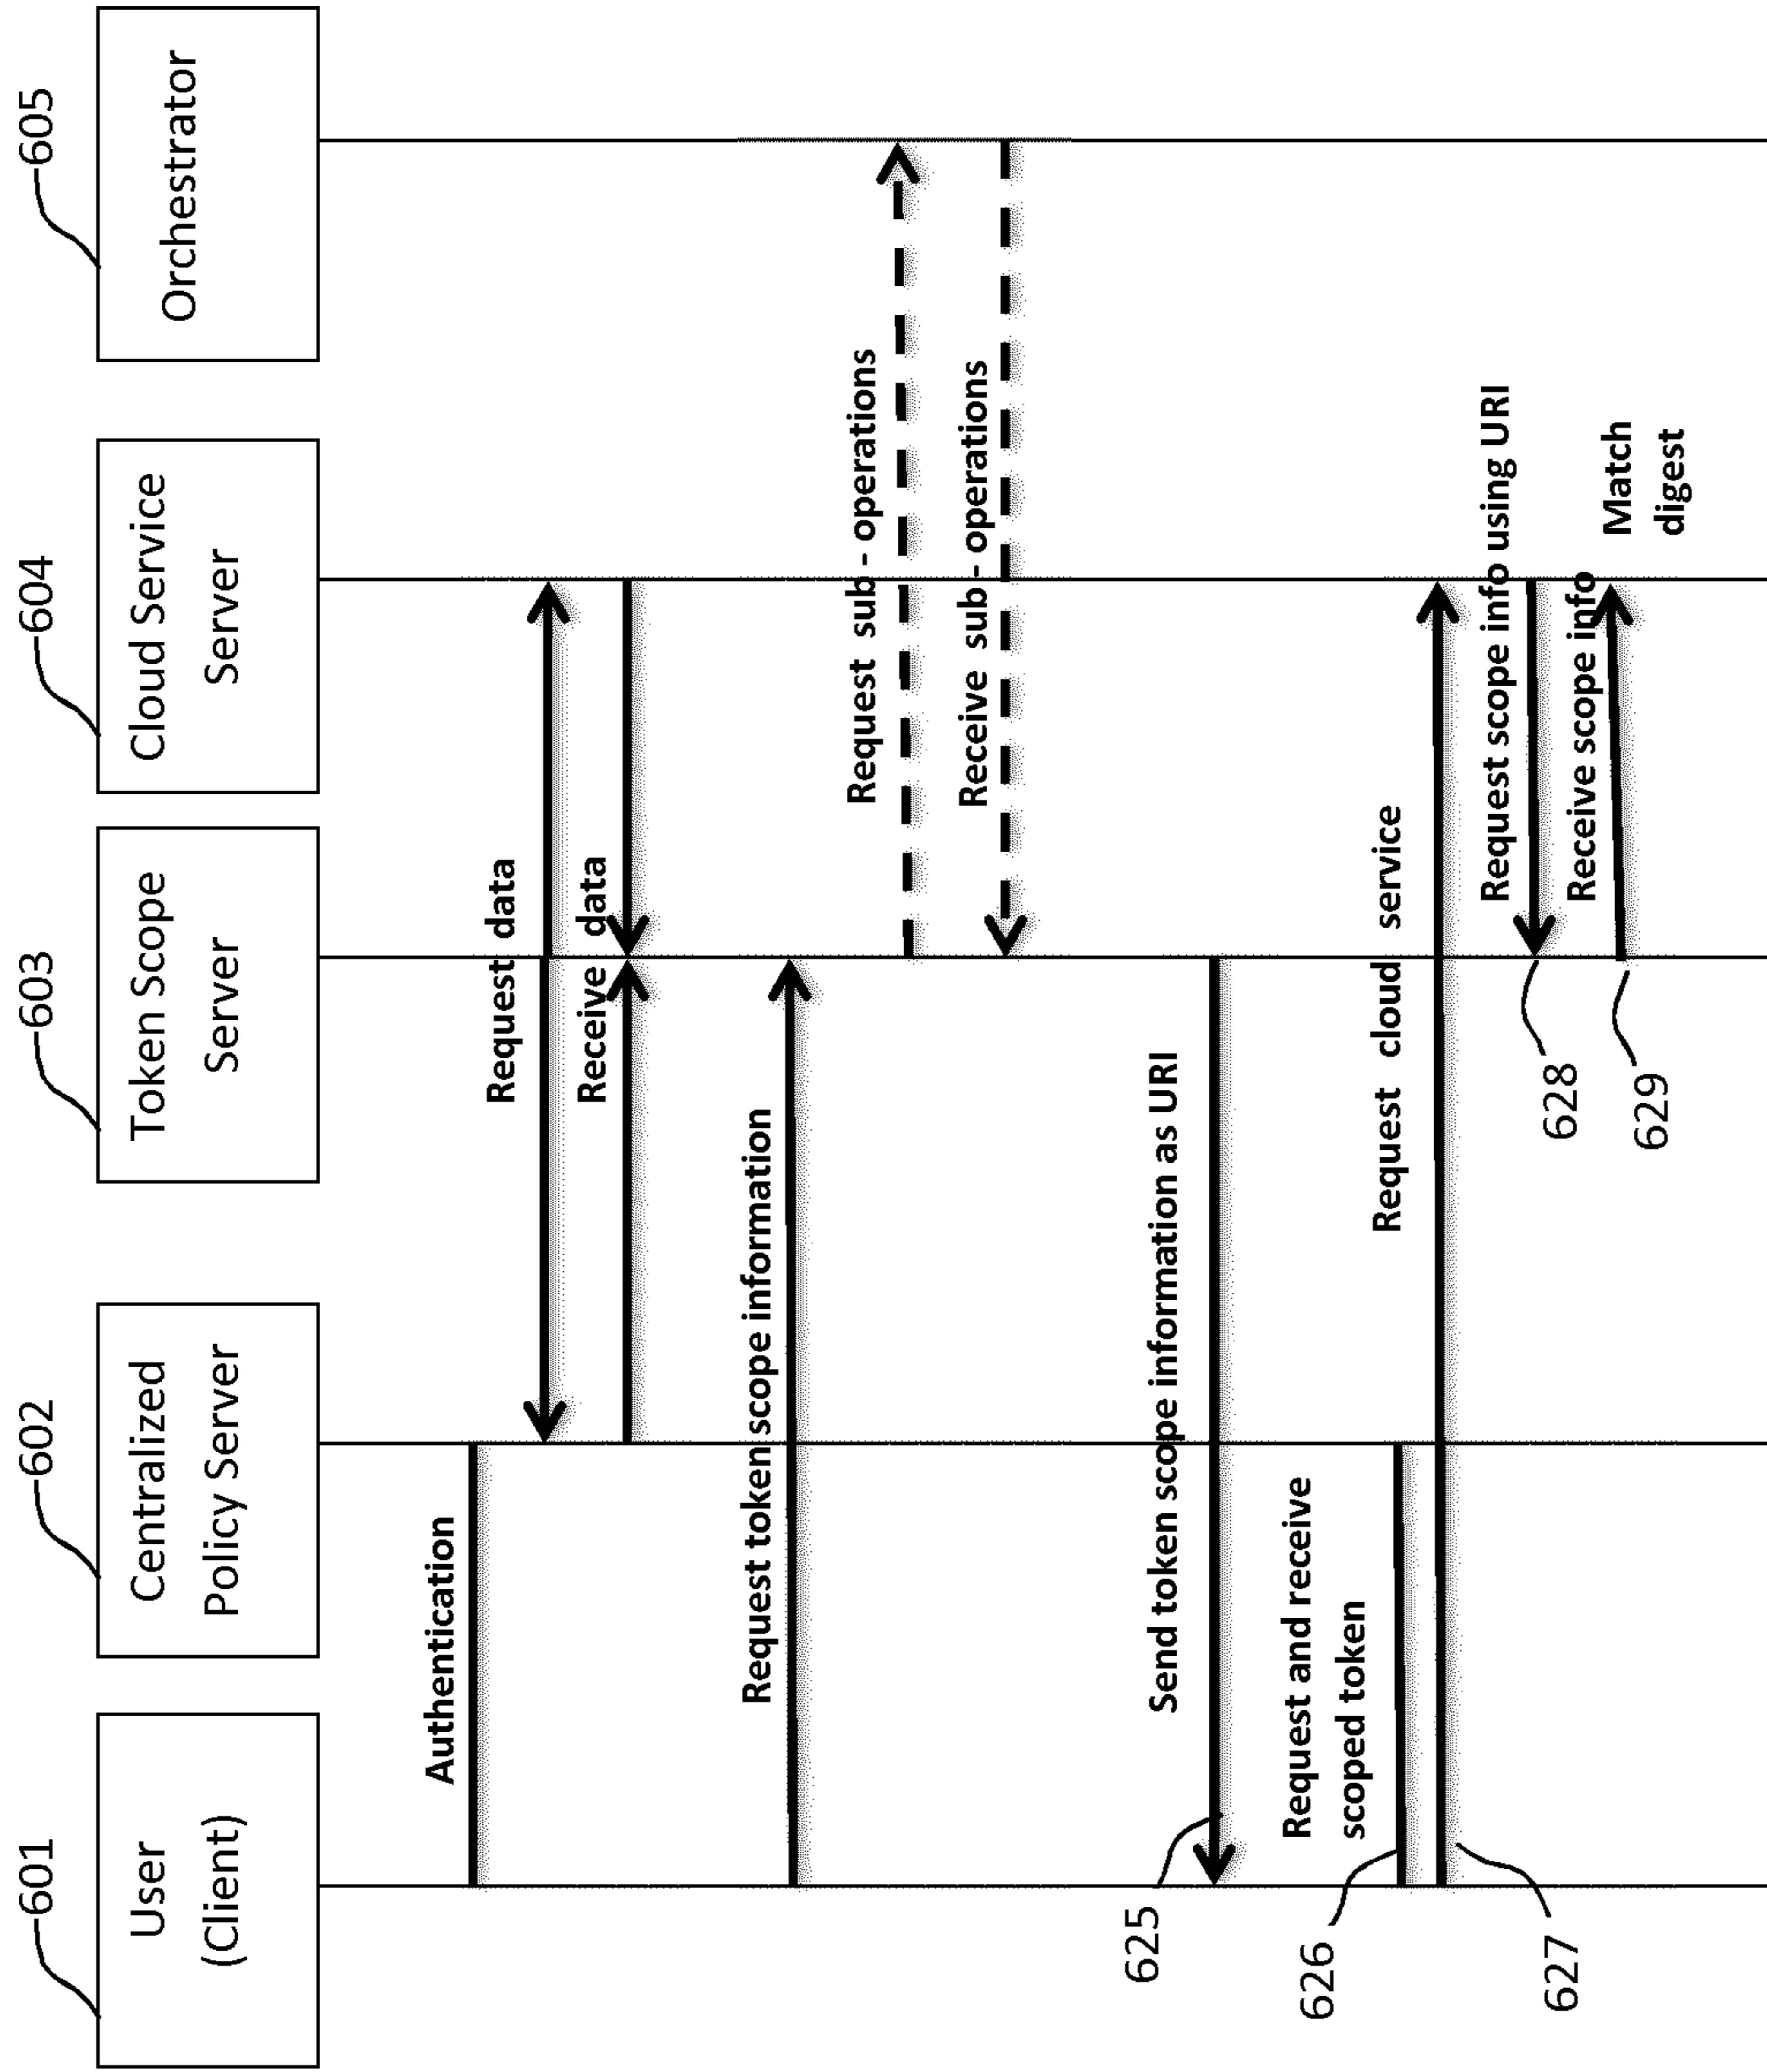 601
602
603
604
605
User
(Client)
Centralized
Policy Server
Token Scope
Server
Cloud Service
Server
Orchestrator
Authentication
Request data
Receive data
Request token scope information
Request sub - operations
Receive sub - operations
Send token scope information as URI
625
Request and receive
scoped token
626
Request cloud service
627
Request scope info using URI
628
Receive scope info
629
Match
digest